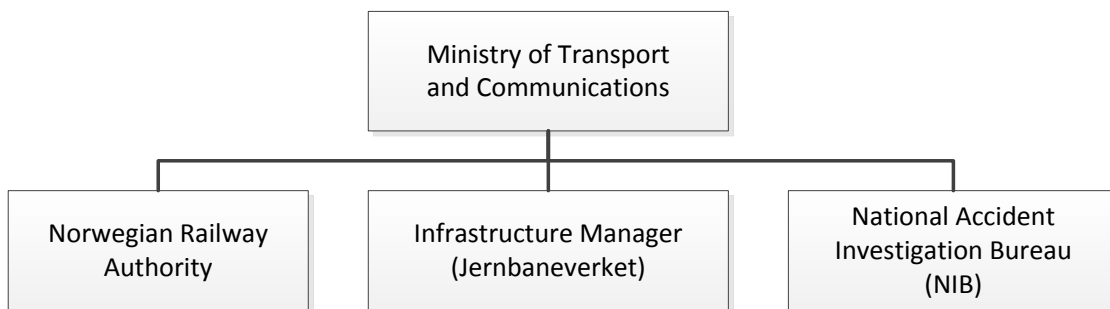 Ministry of Transport
and Communications
Norwegian Railway
Authority
Infrastructure Manager
(Jernbaneverket)
National Accident
Investigation Bureau
(NIB)